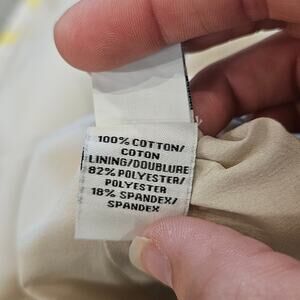 100% COTTON/
COTON
LINING/DOUBLURE
82% POLYESTER/
POLYESTER
18% SPANDEX/
SPANDEX